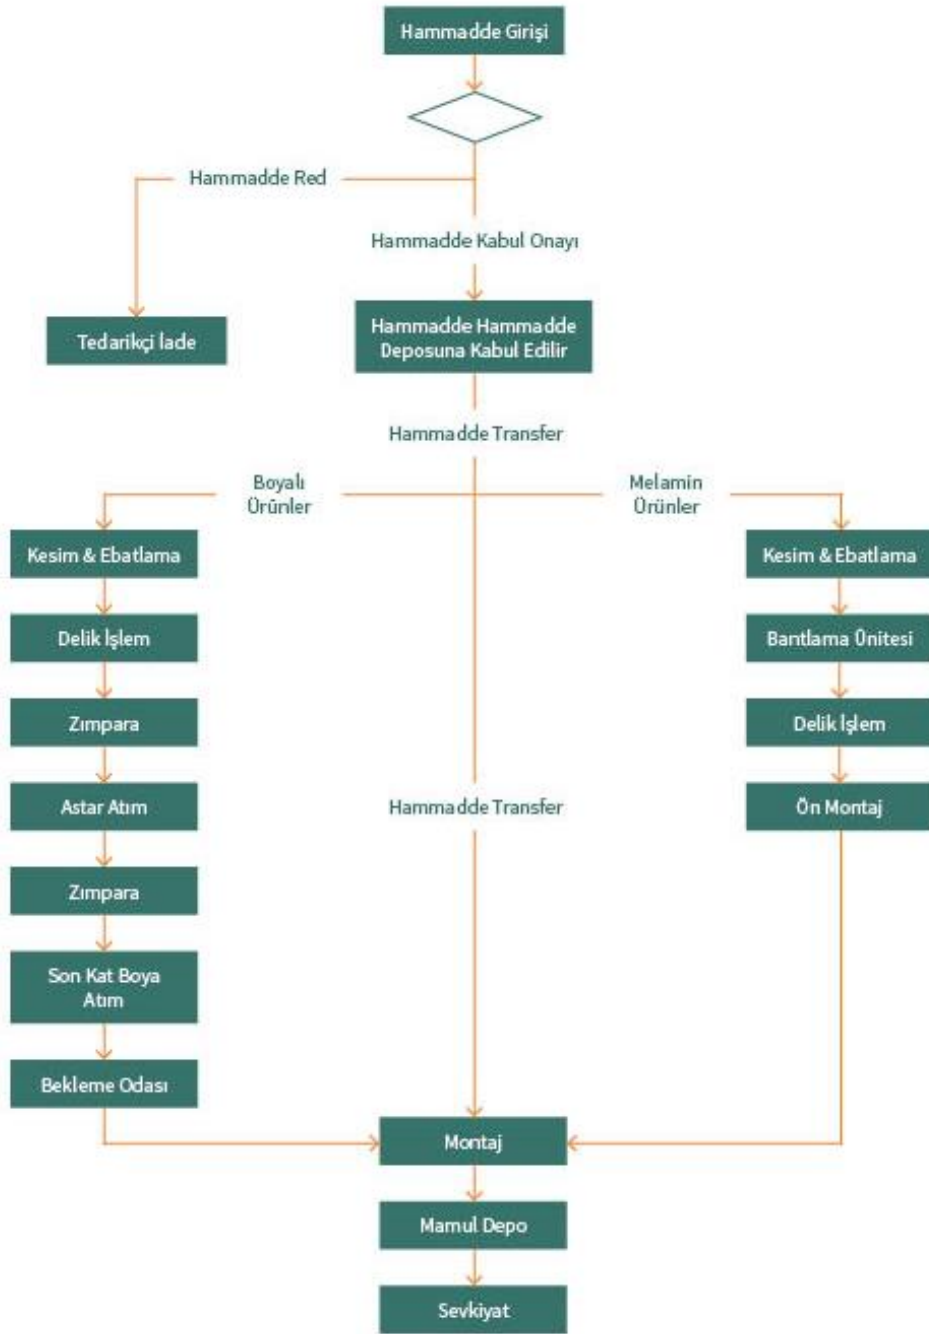 Hammadde Girişi
Hammadde Red
Hammadde Kabul Onayı
Tedarikçi İade
Hammadde Hammadde
Deposuna Kabul Edilir
Hammadde Transfer
Boyalı
Ürünler
Melamin
Ürünler
Kesim & Ebatlama
Delik İşlem
Zımpara
Astar Atım
Zımpara
Son Kat Boya
Atım
Bekleme Odası
Hammadde Transfer
Kesim & Ebatlama
Bantlama Ünitesi
Delik İşlem
Ön Montaj
Montaj
Mamul Depo
Sevkiyat